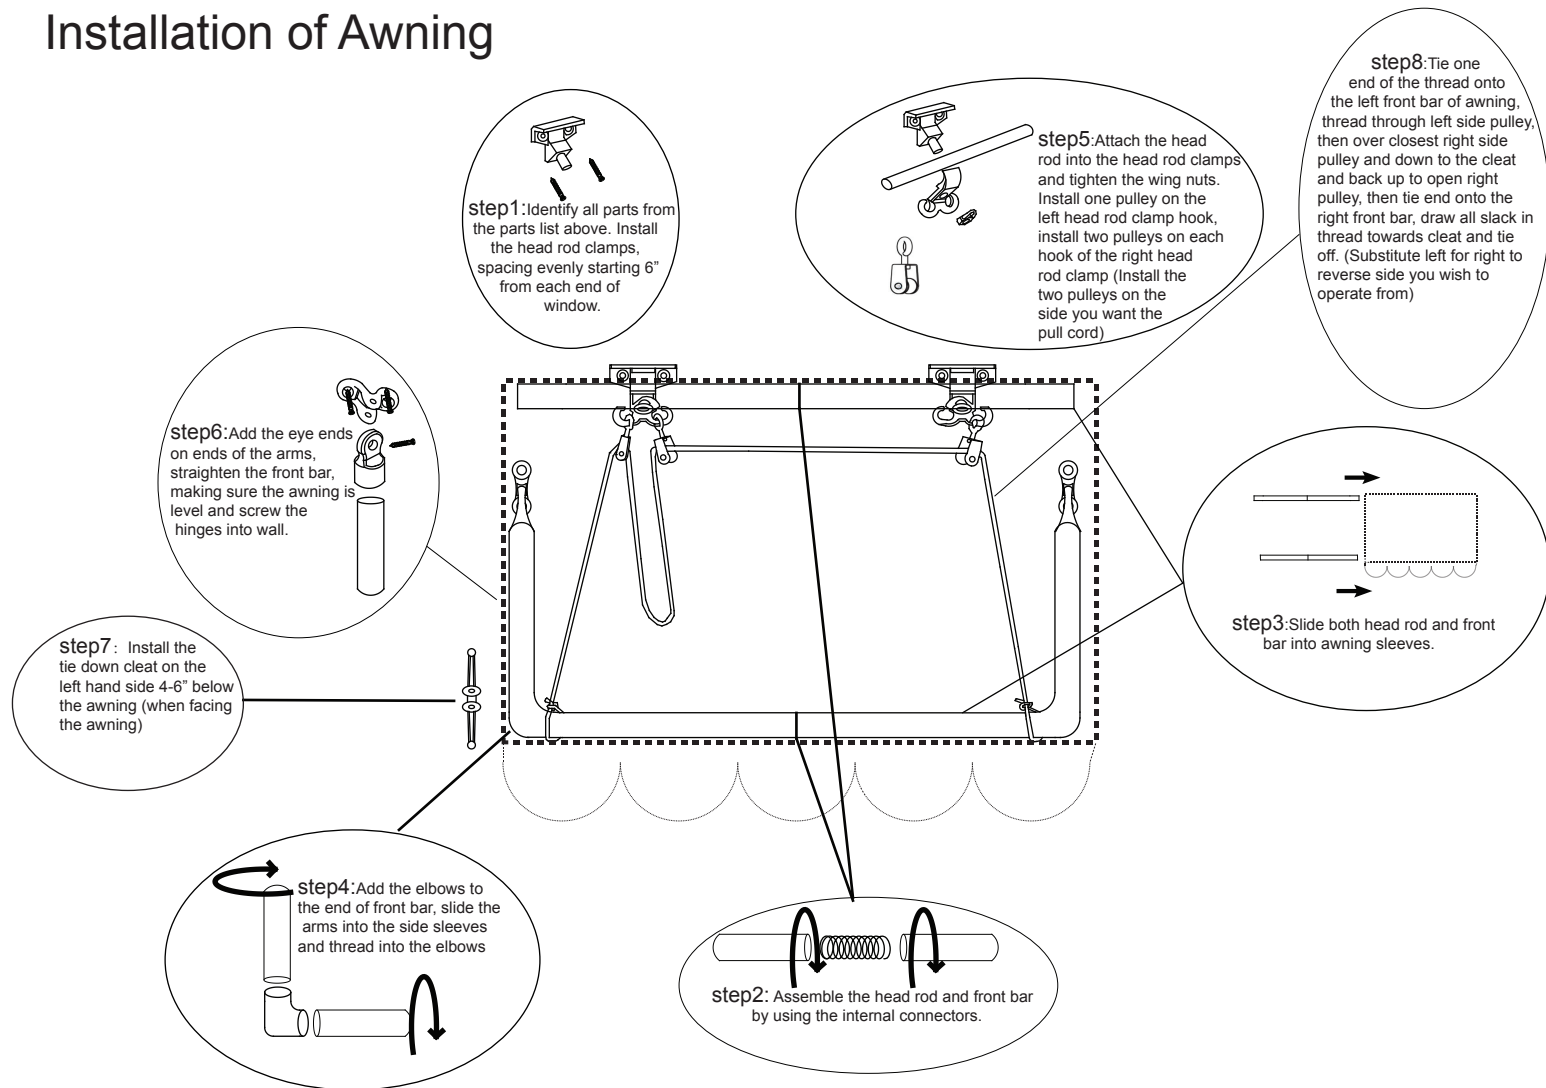 Installation of Awning
step1:Identify all parts from
the parts list above. Install
the head rod clamps,
spacing evenly starting 6”
from each end of
window.
step5:Attach the head
rod into the head rod clamps
and tighten the wing nuts.
Install one pulley on the
left head rod clamp hook,
install two pulleys on each
hook of the right head
rod clamp (Install the
two pulleys on the
side you want the
pull cord)
step8:Tie one
end of the thread onto
the left front bar of awning,
thread through left side pulley,
then over closest right side
pulley and down to the cleat
and back up to open right
pulley, then tie end onto the
right front bar, draw all slack in
thread towards cleat and tie
off. (Substitute left for right to
reverse side you wish to
operate from)
step6:Add the eye ends
on ends of the arms,
straighten the front bar,
making sure the awning is
level and screw the
hinges into wall.
step7: Install the
tie down cleat on the
left hand side 4-6” below
the awning (when facing
the awning)
step3:Slide both head rod and front
bar into awning sleeves.
step4:Add the elbows to
the end of front bar, slide the
arms into the side sleeves
and thread into the elbows
step2: Assemble the head rod and front bar
by using the internal connectors.